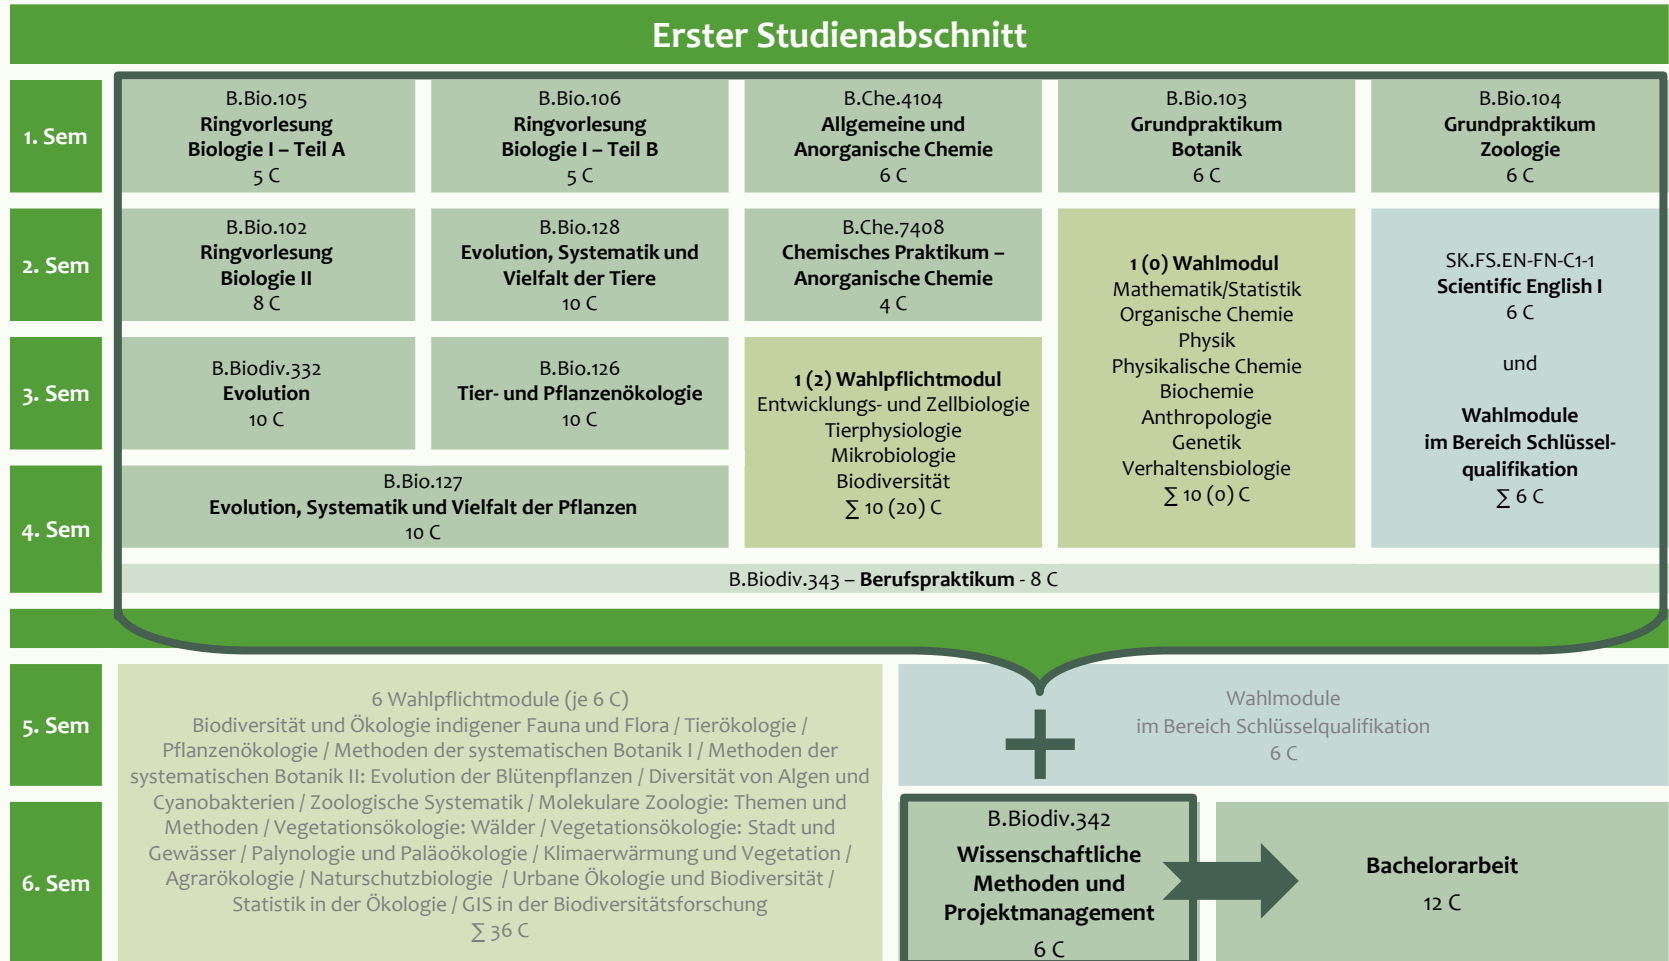 Erster Studienabschnitt
1. Sem
B.Bio.105
Ringvorlesung
Biologie I – Teil A
5 C
B.Bio.106
Ringvorlesung
Biologie I – Teil B
5 C
B.Che.4104
Allgemeine und
Anorganische Chemie
6 C
B.Bio.103
Grundpraktikum
Botanik
6 C
B.Bio.104
Grundpraktikum
Zoologie
6 C
2. Sem
B.Bio.102
Ringvorlesung
Biologie II
8 C
B.Bio.128
Evolution, Systematik und
Vielfalt der Tiere
10 C
B.Che.7408
Chemisches Praktikum –
Anorganische Chemie
4 C
1 (0) Wahlmodul
Mathematik/Statistik
Organische Chemie
Physik
Physikalische Chemie
Biochemie
Anthropologie
Genetik
Verhaltensbiologie
∑ 10 (0) C
SK.FS.EN-FN-C1-1
Scientific English I
6 C
und
Wahlmodule
im Bereich Schlüssel-
qualifikation
∑ 6 C
3. Sem
B.Biodiv.332
Evolution
10 C
B.Bio.126
Tier- und Pflanzenökologie
10 C
1 (2) Wahlpflichtmodul
Entwicklungs- und Zellbiologie
Tierphysiologie
Mikrobiologie
Biodiversität
∑ 10 (20) C
4. Sem
B.Bio.127
Evolution, Systematik und Vielfalt der Pflanzen
10 C
B.Biodiv.343 – Berufspraktikum - 8 C
5. Sem
6 Wahlpflichtmodule (je 6 C)
Biodiversität und Ökologie indigener Fauna und Flora / Tierökologie /
Pflanzenökologie / Methoden der systematischen Botanik I / Methoden der
systematischen Botanik II: Evolution der Blütenpflanzen / Diversität von Algen und
Cyanobakterien / Zoologische Systematik / Molekulare Zoologie: Themen und
Methoden / Vegetationsökologie: Wälder / Vegetationsökologie: Stadt und
Gewässer / Palynologie und Paläoökologie / Klimaerwärmung und Vegetation /
Agrarökologie / Naturschutzbiologie / Urbane Ökologie und Biodiversität /
Statistik in der Ökologie / GIS in der Biodiversitätsforschung
∑ 36 C
+
Wahlmodule
im Bereich Schlüsselqualifikation
6 C
6. Sem
B.Biodiv.342
Wissenschaftliche
Methoden und
Projektmanagement
6 C
Bachelorarbeit
12 C